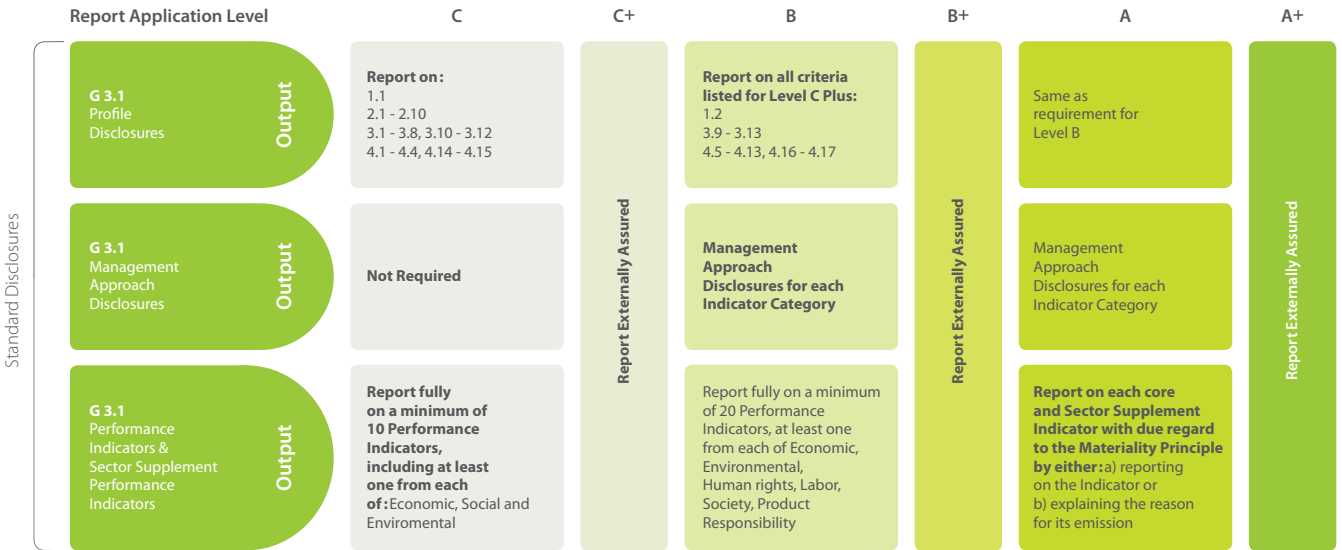 Report Application Level
C
C+
B
B+
A
A+
Standard Disclosures
G 3.1
Profile
Disclosures
Output
Report on:
1.1
2.1 - 2.10
3.1 - 3.8, 3.10 - 3.12
4.1 - 4.4, 4.14 - 4.15
Report Externally Assured
Report on all criteria
listed for Level C Plus:
1.2
3.9 - 3.13
4.5 - 4.13, 4.16 - 4.17
Report Externally Assured
Same as
requirement for
Level B
Report Externally Assured
G 3.1
Management
Approach
Disclosures
Output
Not Required
Management
Approach
Disclosures for each
Indicator Category
Management
Approach
Disclosures for each
Indicator Category
G 3.1
Performance
Indicators &
Sector Supplement
Performance
Indicators
Output
Report fully
on a minimum of
10 Performance
Indicators,
including at least
one from each
of:Economic, Social and
Enviromental
Report fully on a minimum
of 20 Performance
Indicators, at least one
from each of Economic,
Environmental,
Human rights, Labor,
Society, Product
Responsibility
Report on each core
and Sector Supplement
Indicator with due regard
to the Materiality Principle
by either:a) reporting
on the Indicator or
b) explaining the reason
for its emission